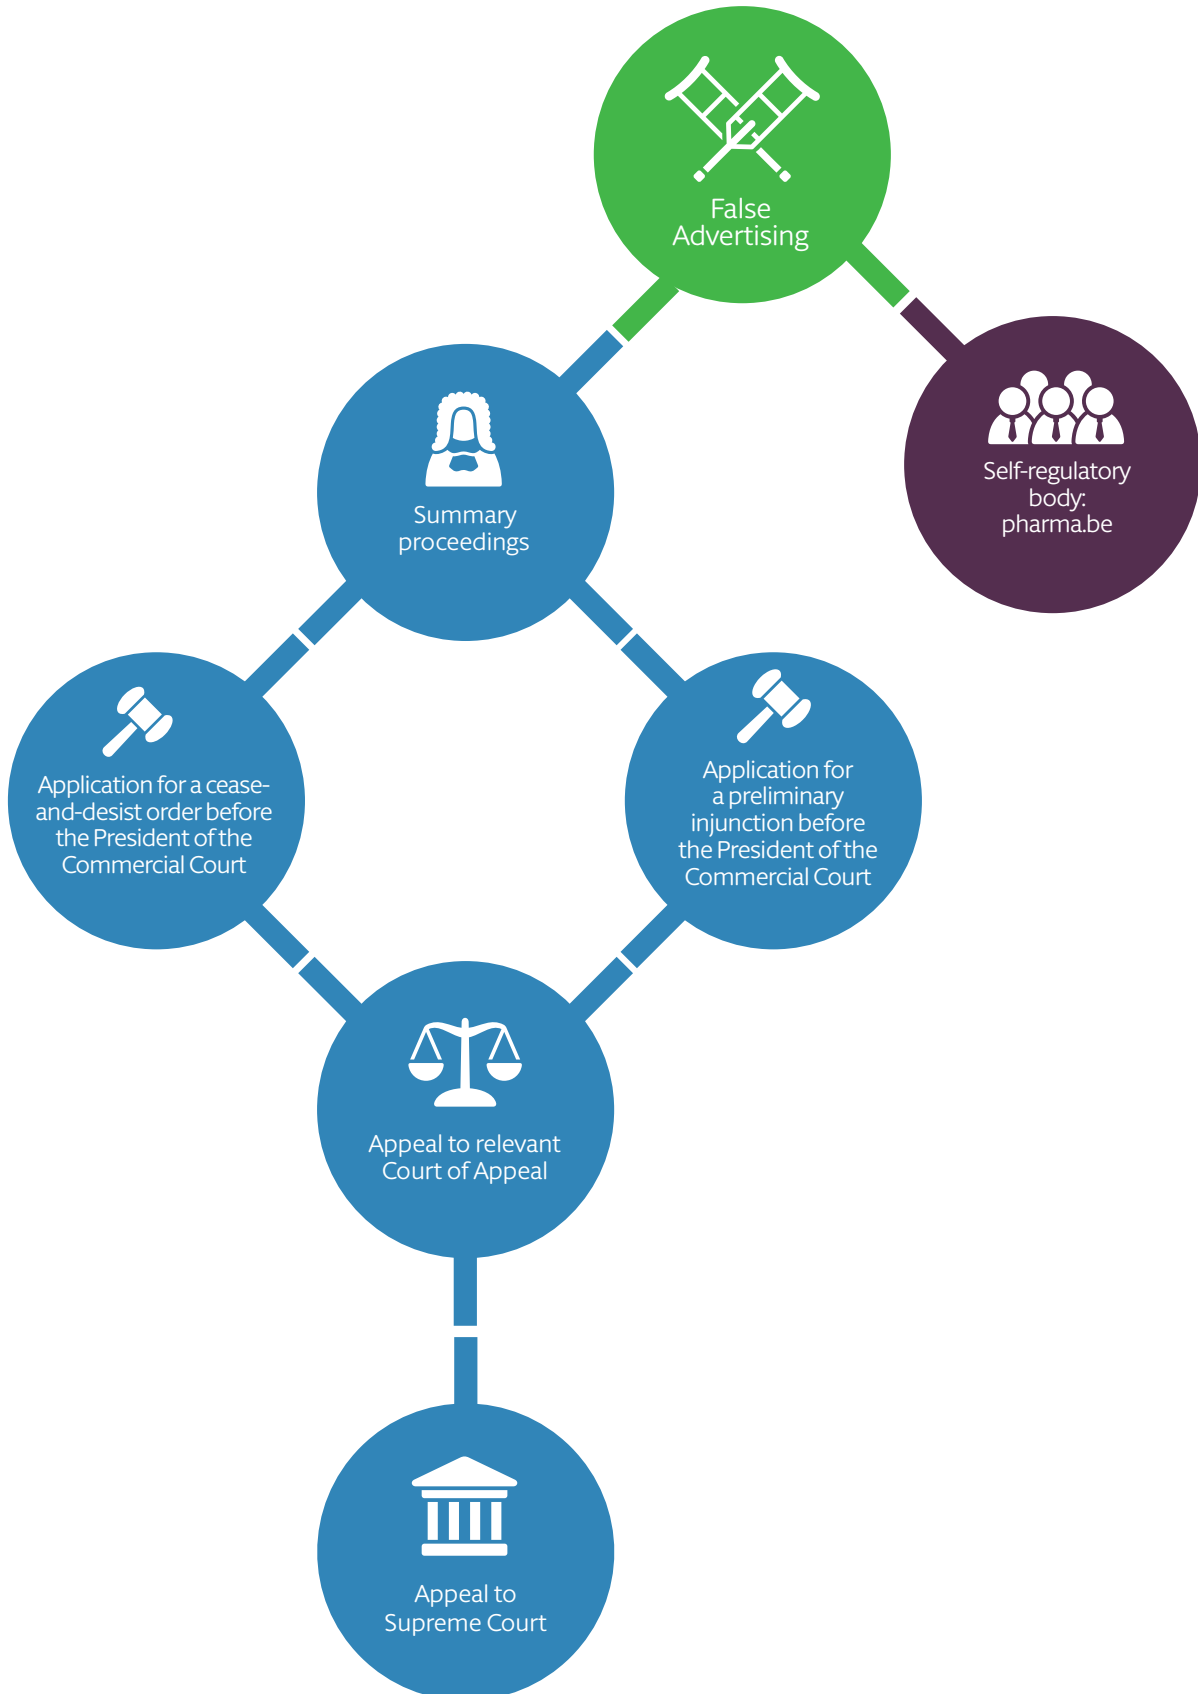 False
Advertising
Self-regulatory
body:
pharma.be
Summary
proceedings
Application for a cease-
and-desist order before
the President of the
Commercial Court
Application for
a preliminary
injunction before
the President of the
Commercial Court
Appeal to relevant
Court of Appeal
Appeal to
Supreme Court